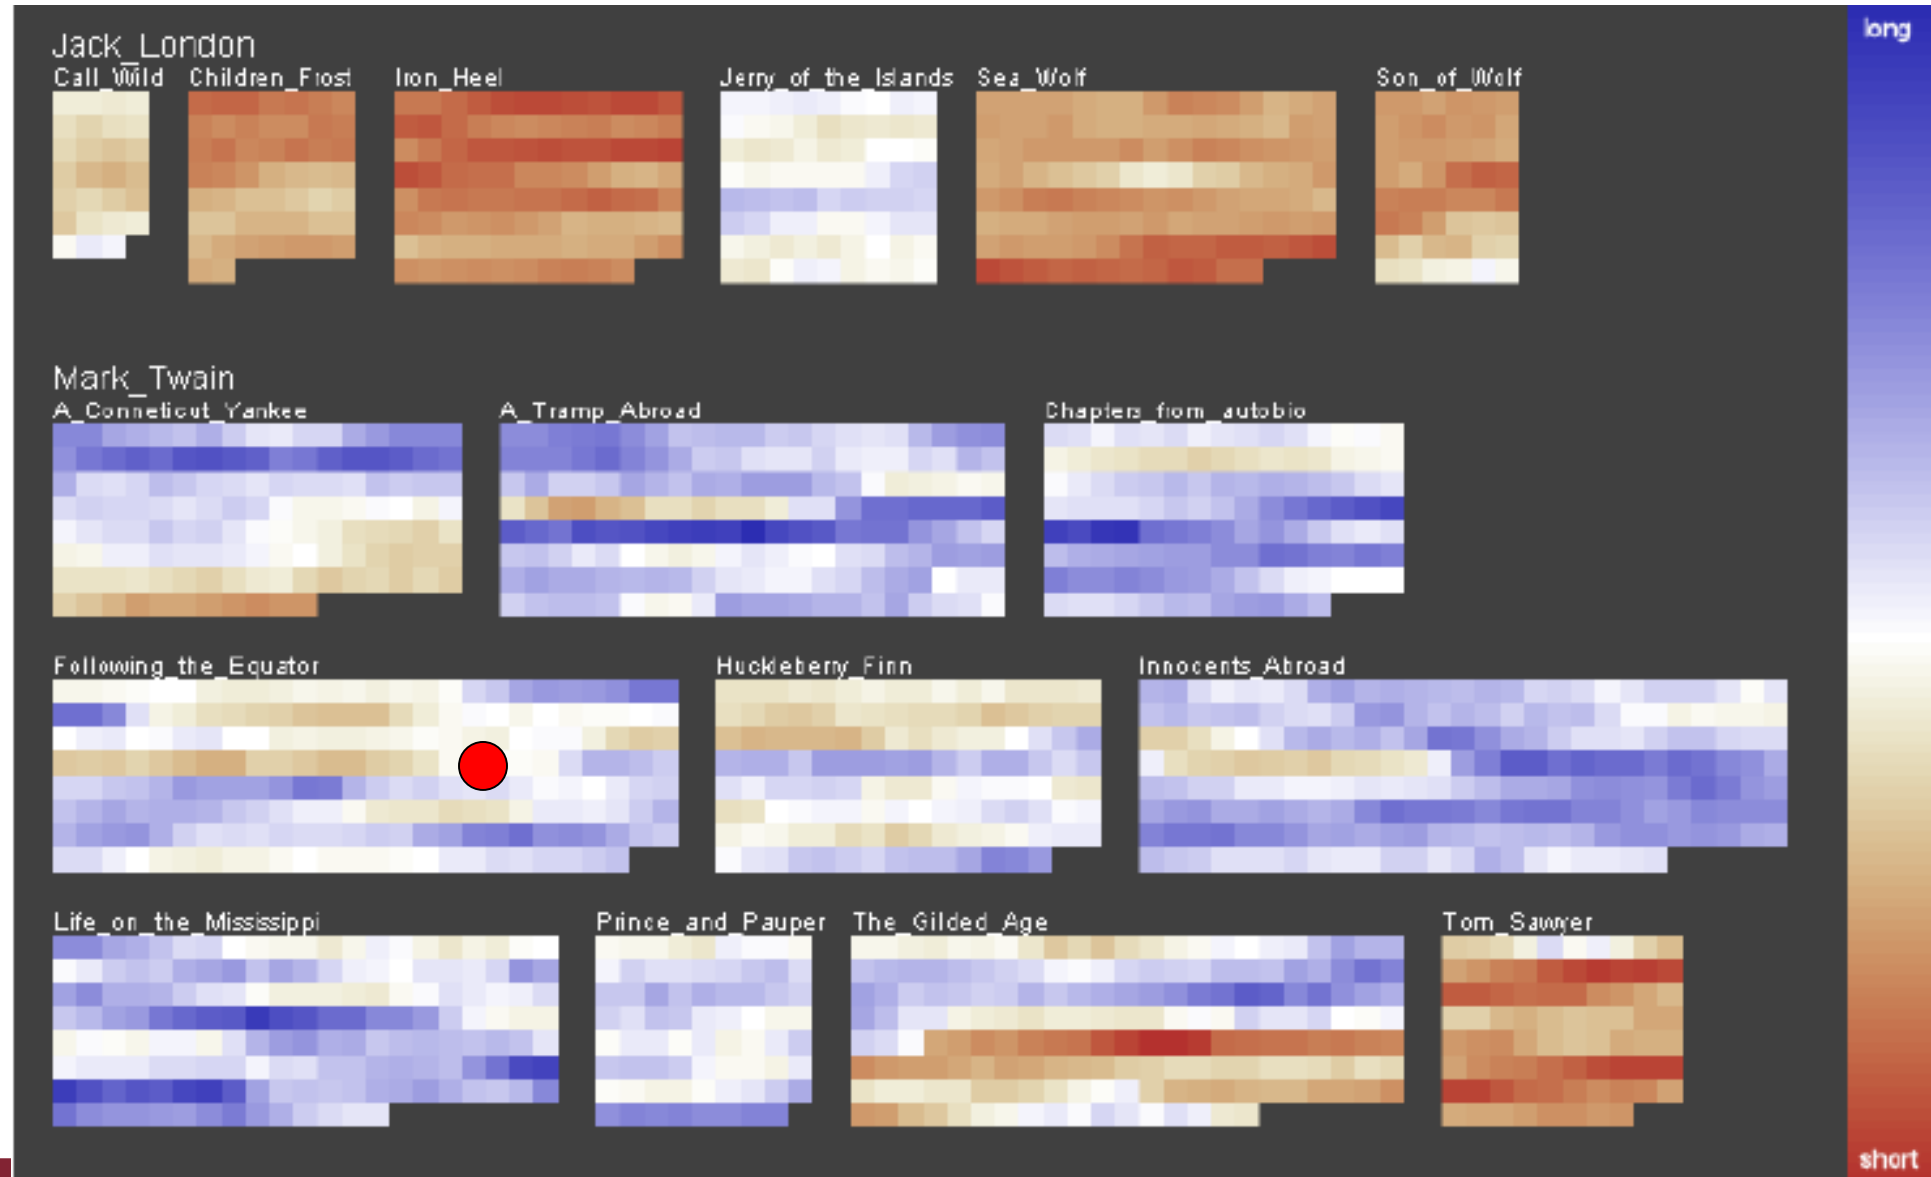 long
Jack_London
Call_Wild Children_Frost Iron_Heel Jerry_of_the_Islands Sea_Wolf Son_of_Wolf
Mark_Twain
A_Conneticut_Yankee A_Tramp_Abroad Chapters_from_autobio
Following_the_Equator Huckleberry_Finn Innocents_Abroad
Life_on_the_Mississippi Prince_and_Pauper The_Gilded_Age Tom_Sawyer
short